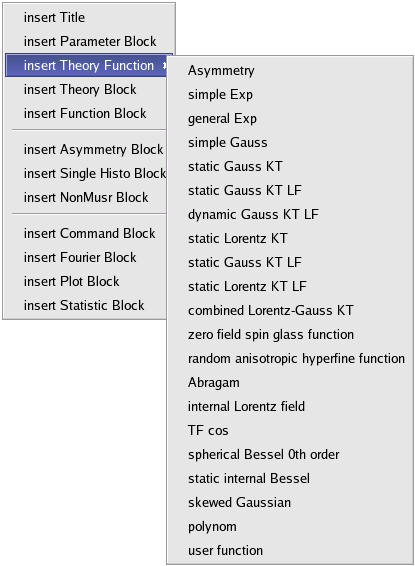 insert Title
insert Parameter Block
insert Theory Function
insert Theory Block
insert Function Block
insert Asymmetry Block
insert Single Histo Block
insert NonMusr Block
insert Command Block
insert Fourier Block
insert Plot Block
insert Statistic Block
Asymmetry
simple Exp
general Exp
simple Gauss
static Gauss KT
static Gauss KT LF
dynamic Gauss KT LF
static Lorentz KT
static Gauss KT LF
static Lorentz KT LF
combined Lorentz-Gauss KT
zero field spin glass function
random anisotropic hyperfine function
Abragam
internal Lorentz field
TF cos
spherical Bessel 0th order
static internal Bessel
skewed Gaussian
polynom
user function